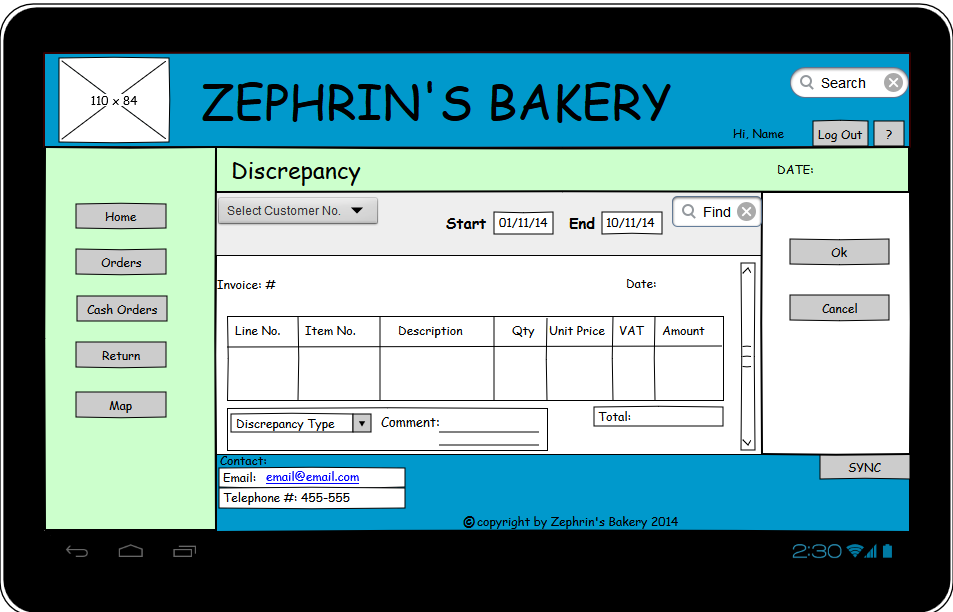 110 x 84
ZEPHRIN'S BAKERY
Search
Hi, Name
Log Out
?
Discrepancy
DATE:
Home
Orders
Cash Orders
Return
Map
Select Customer No.
Start 01/11/14 End 10/11/14
Find
Ok
Cancel
Invoice: #
Date:
Line No. Item No. Description Qty Unit Price VAT Amount
Discrepancy Type
Comment:
Total:
Contact:
Email: email@email.com
Telephone #: 455-555
SYNC
© copyright by Zephrin's Bakery 2014
2:30